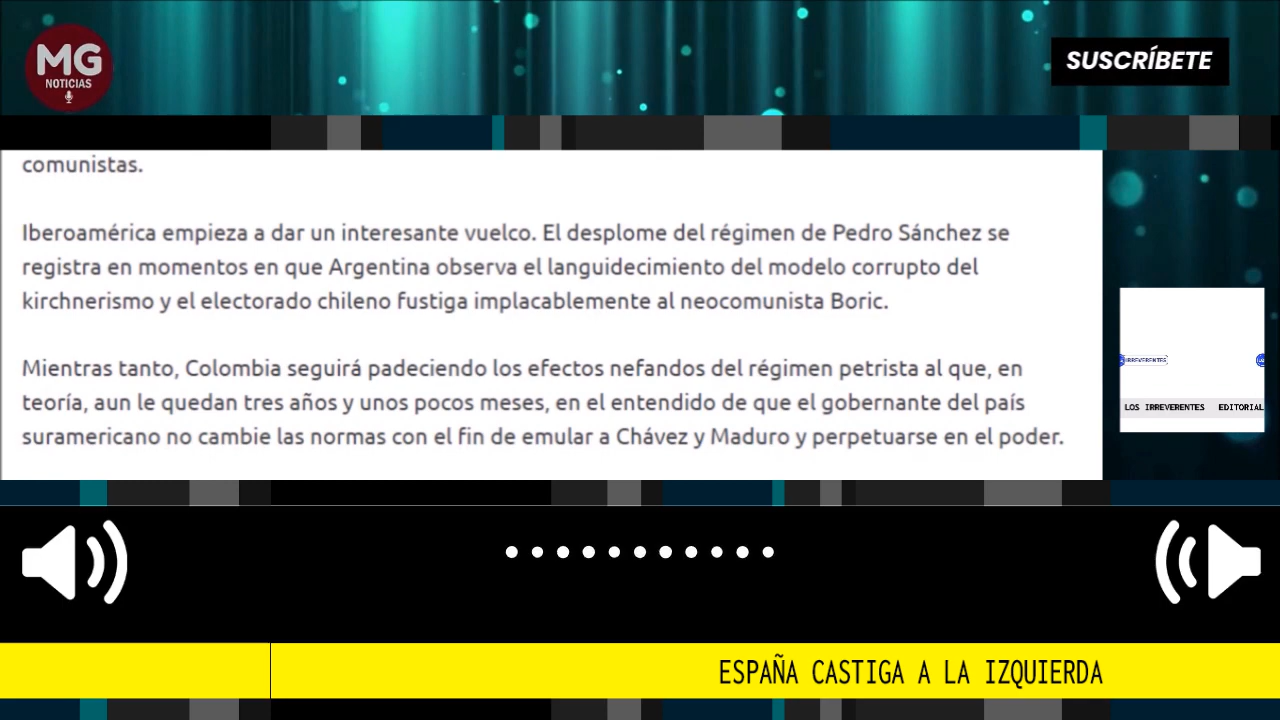 MG
NOTICIAS
SUSCRÍBETE
comunistas.
Iberoamérica empieza a dar un interesante vuelco. El desplome del régimen de Pedro Sánchez se
registra en momentos en que Argentina observa el languidecimiento del modelo corrupto del
kirchnerismo y el electorado chileno fustiga implacablemente al neocomunista Boric.
Mientras tanto, Colombia seguirá padeciendo los efectos nefandos del régimen petrista al que, en
teoría, aun le quedan tres años y unos pocos meses, en el entendido de que el gobernante del país
suramericano no cambie las normas con el fin de emular a Chávez y Maduro y perpetuarse en el poder.
IRREVERENTES
LOS IRREVERENTES EDITORIAL
ESPAÑA CASTIGA A LA IZQUIERDA